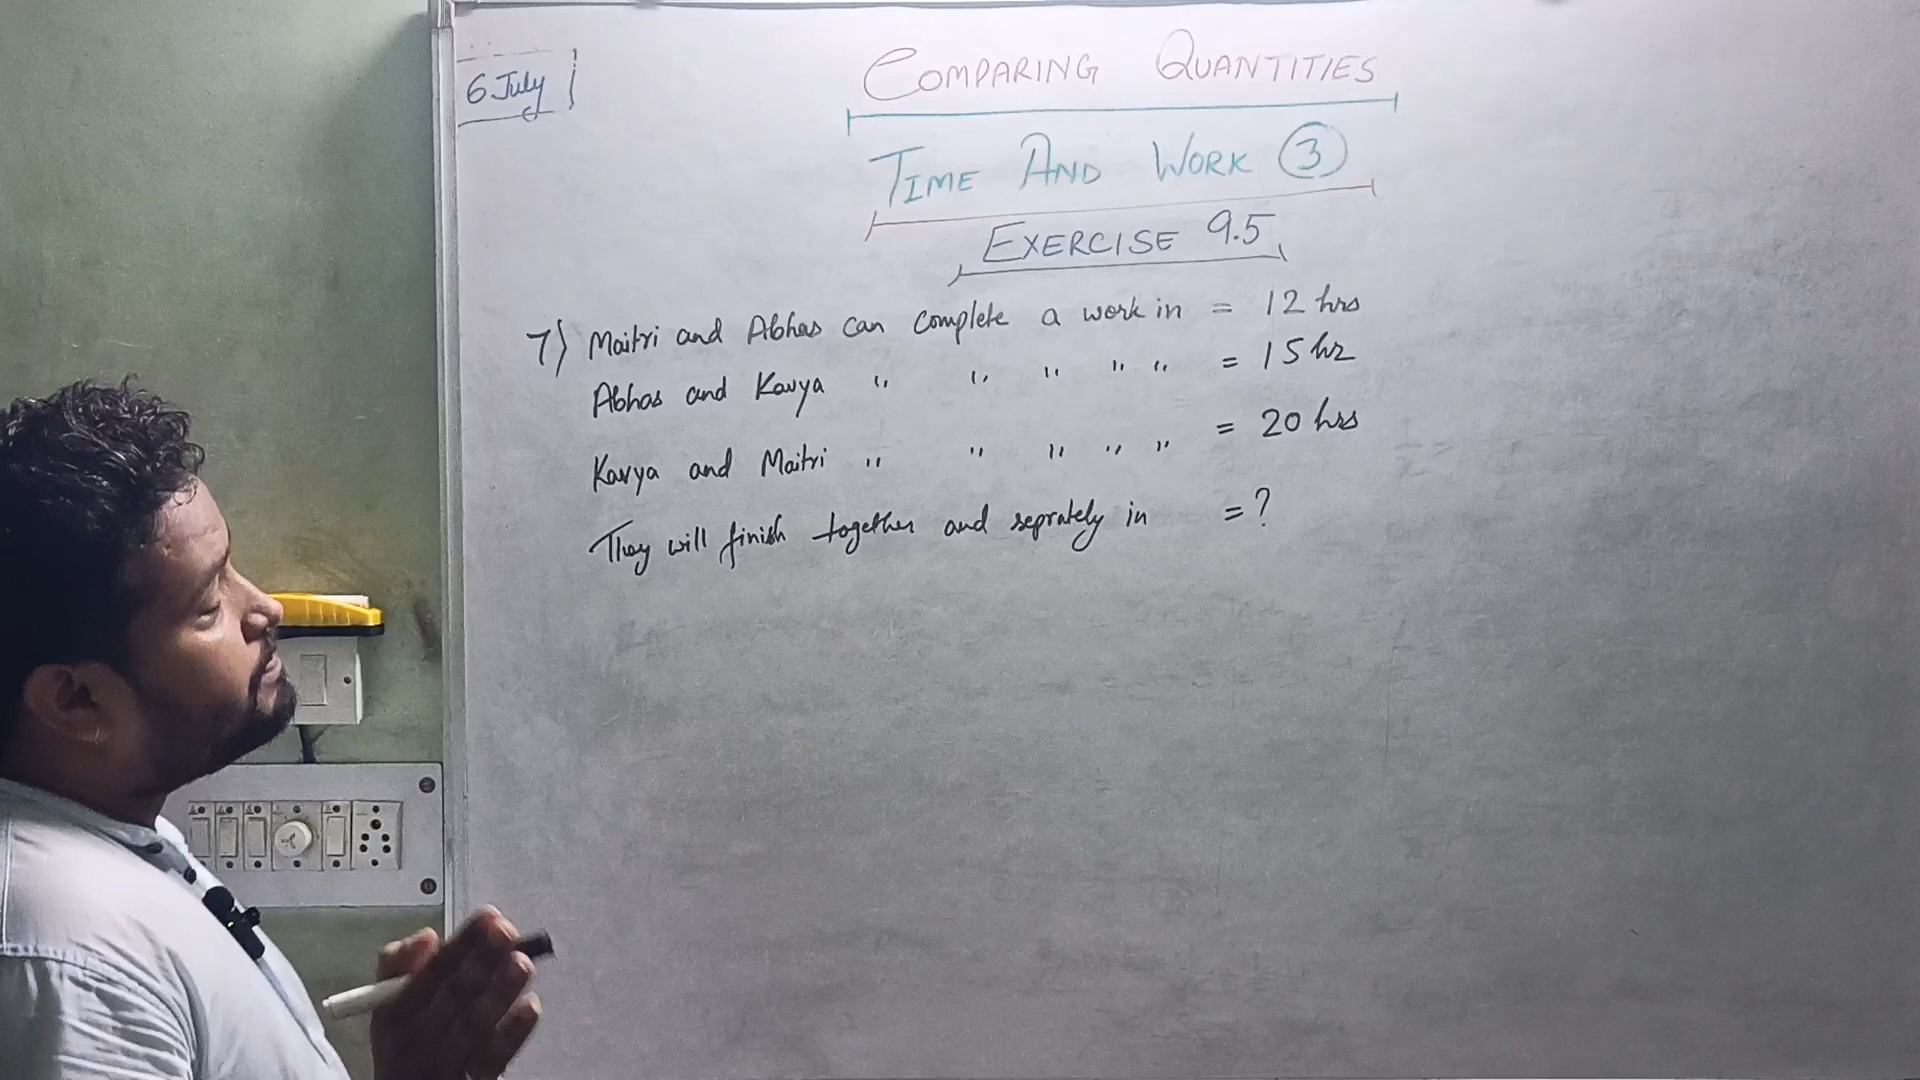 6 July
COMPARING QUANTITIES
TIME AND WORK 3
EXERCISE 9.5
7) Maitri and Abhas can complete a work in = 12 hrs
Abhas and Kavya " " " " " = 15 hr
Kavya and Maitri " " " " " = 20 hrs
They will finish together and seprately in = ?